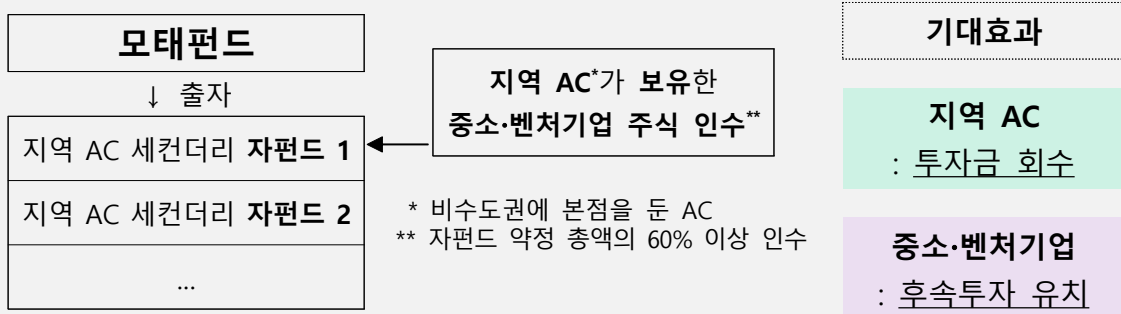 모태펀드
↓ 출자
지역 AC 세컨더리 자펀드 1
지역 AC 세컨더리 자펀드 2
...
지역 AC*가 보유한
중소·벤처기업 주식 인수**
* 비수도권에 본점을 둔 AC
** 자펀드 약정 총액의 60% 이상 인수
기대효과
지역 AC
: 투자금 회수
중소·벤처기업
: 후속투자 유치